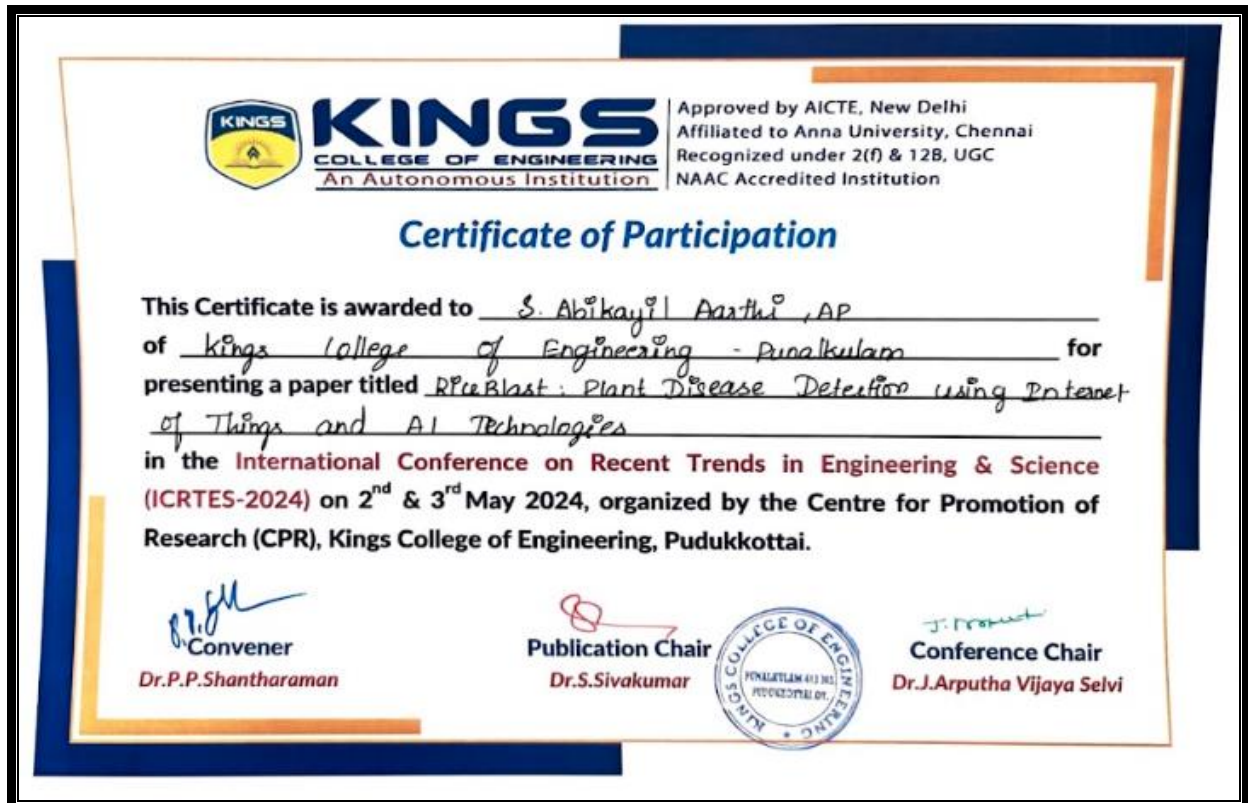 KINGS
KINGS
COLLEGE OF ENGINEERING
An Autonomous Institution
Approved by AICTE, New Delhi
Affiliated to Anna University, Chennai
Recognized under 2(f) & 12B, UGC
NAAC Accredited Institution
Certificate of Participation
This Certificate is awarded to S. Abikayil Aarthi, AP
of Kings College of Engineering - Punalkulam for
presenting a paper titled RiceBlast: Plant Disease Detection using Internet
of Things and AI Technologies
in the International Conference on Recent Trends in Engineering & Science
(ICRTES-2024) on 2nd & 3rd May 2024, organized by the Centre for Promotion of
Research (CPR), Kings College of Engineering, Pudukkottai.
Convener
Dr.P.P.Shantharaman
Publication Chair
Dr.S.Sivakumar
KINGS COLLEGE OF ENGINEERING
PUNALKULAM 613 303
PUDUKOTTAI DT.
Conference Chair
Dr.J.Arputha Vijaya Selvi